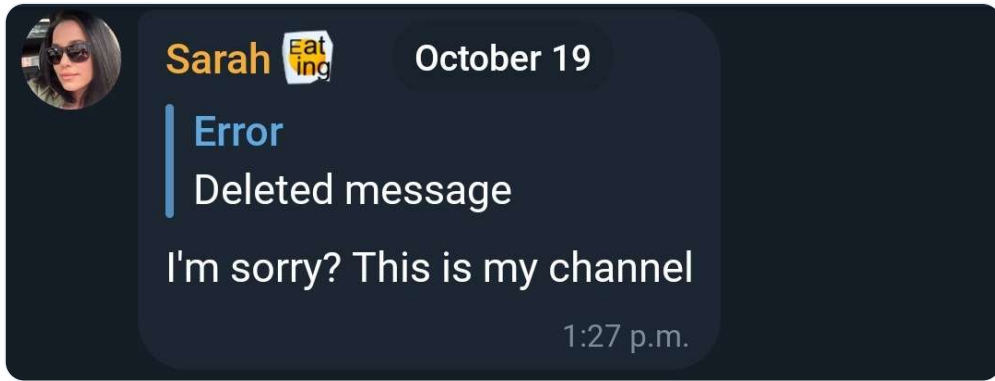 Sarah Eat ing October 19
Error
Deleted message
I'm sorry? This is my channel
1:27 p.m.